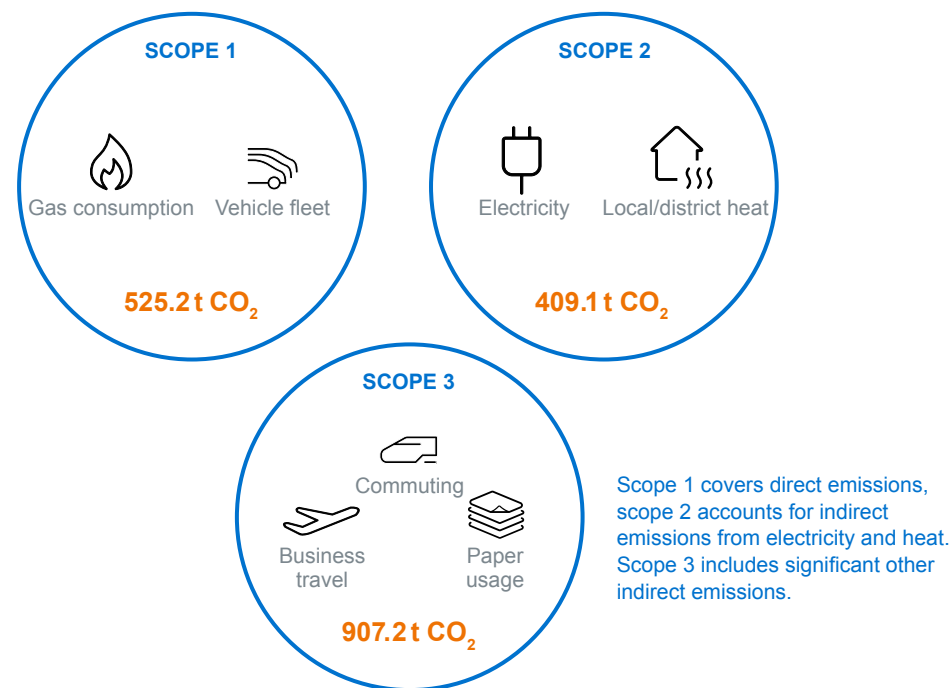 SCOPE 1
Gas consumption
Vehicle fleet
525.2 t CO₂
SCOPE 2
Electricity
Local/district heat
409.1 t CO₂
SCOPE 3
Commuting
Business
travel
Paper
usage
907.2 t CO₂
Scope 1 covers direct emissions,
scope 2 accounts for indirect
emissions from electricity and heat.
Scope 3 includes significant other
indirect emissions.